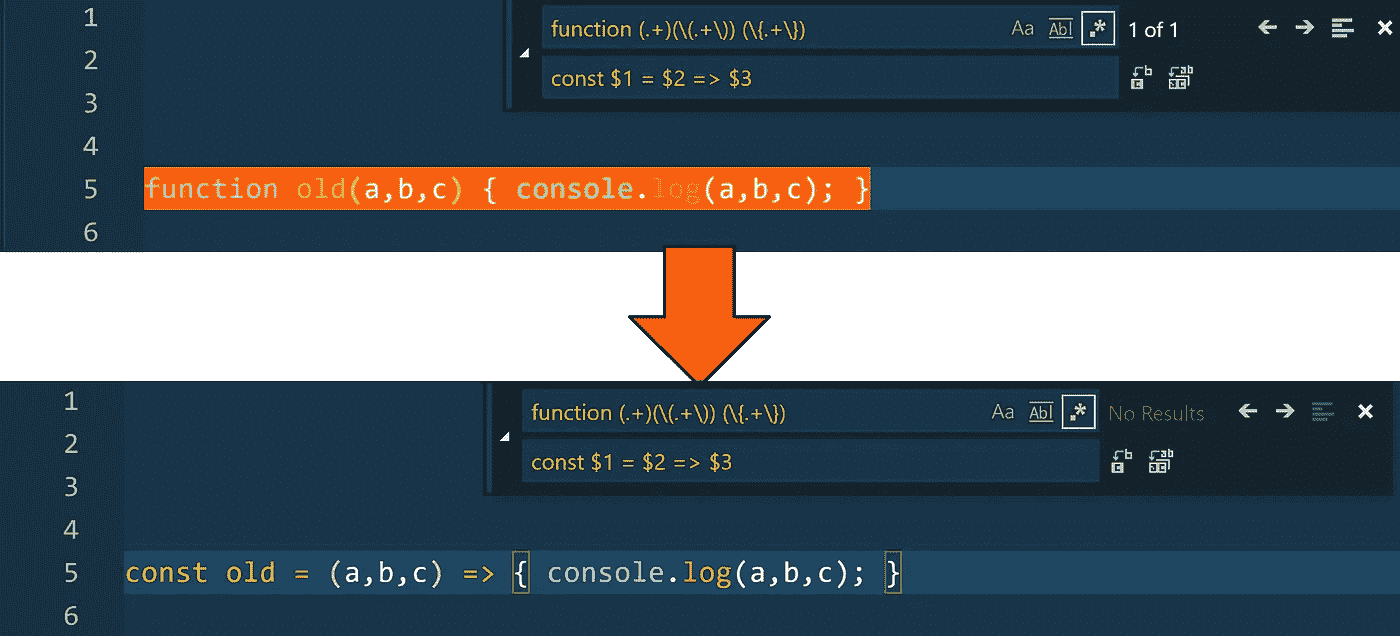 function (.+)(\(.+\)) (\{.+\}) Aa Abl .* 1 of 1
const $1 = $2 => $3
1
2
3
4
5 function old(a,b,c) { console.log(a,b,c); }
6
function (.+)(\(.+\)) (\{.+\}) Aa Abl .* No Results
const $1 = $2 => $3
1
2
3
4
5 const old = (a,b,c) => { console.log(a,b,c); }
6